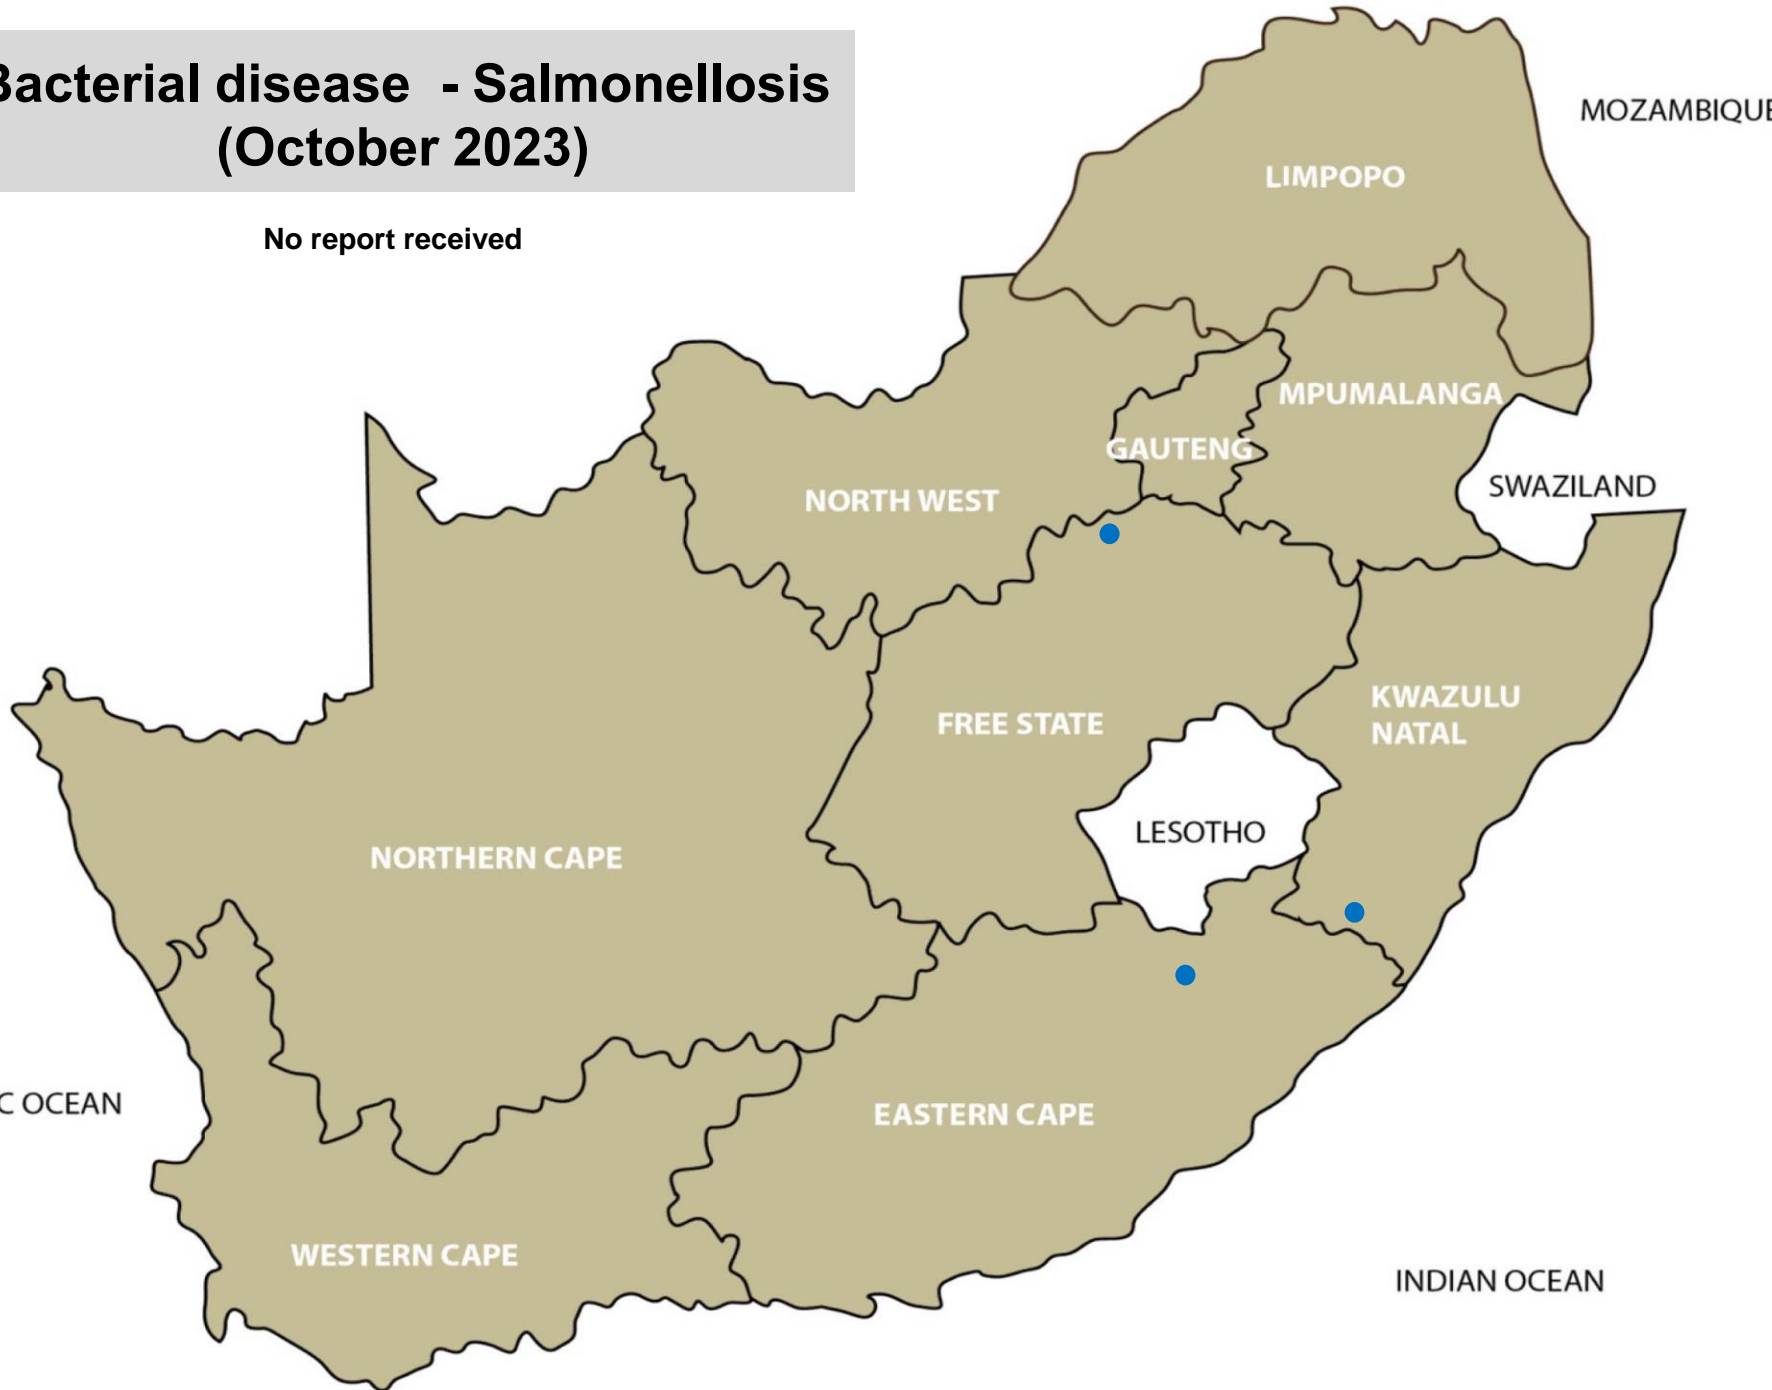 acterial disease - Salmonellosis
(October 2023)
No report received
MOZAMBIQUE
LIMPOPO
MPUMALANGA
GAUTENG
SWAZILAND
NORTH WEST
KWAZULU
NATAL
FREE STATE
LESOTHO
NORTHERN CAPE
C OCEAN
EASTERN CAPE
WESTERN CAPE
INDIAN OCEAN